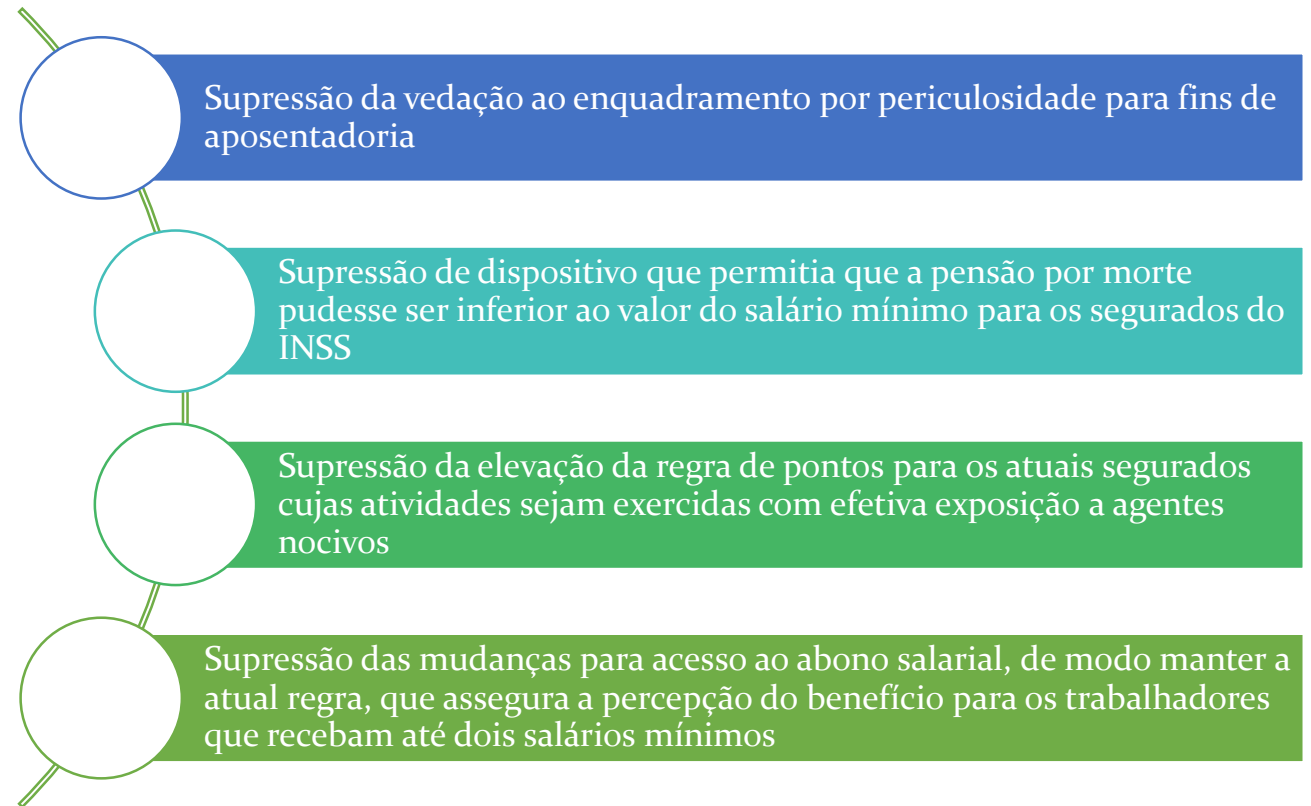 Supressão da vedação ao enquadramento por periculosidade para fins de
aposentadoria
Supressão de dispositivo que permitia que a pensão por morte
pudesse ser inferior ao valor do salário mínimo para os segurados do
INSS
Supressão da elevação da regra de pontos para os atuais segurados
cujas atividades sejam exercidas com efetiva exposição a agentes
nocivos
Supressão das mudanças para acesso ao abono salarial, de modo manter a
atual regra, que assegura a percepção do benefício para os trabalhadores
que recebam até dois salários mínimos